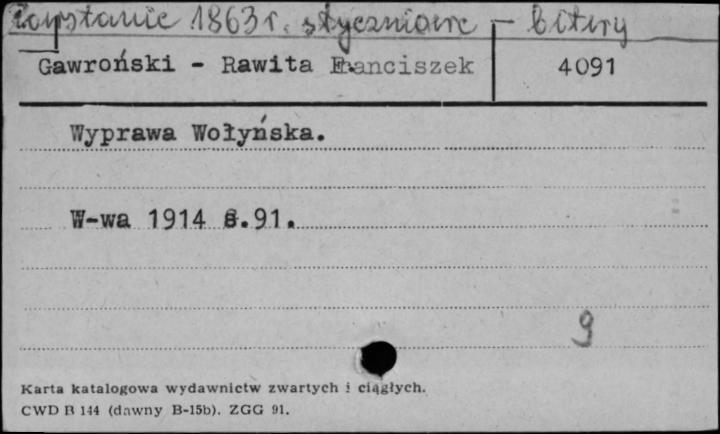 Powstanie 1863 r. styczniowe – bitwy
Gawroński - Rawita Franciszek 4091
Wyprawa Wołyńska.
W-wa 1914 s.91.
9
Karta katalogowa wydawnictw zwartych i ciągłych.
CWD B 144 (dawny B-15b). ZGG 91.